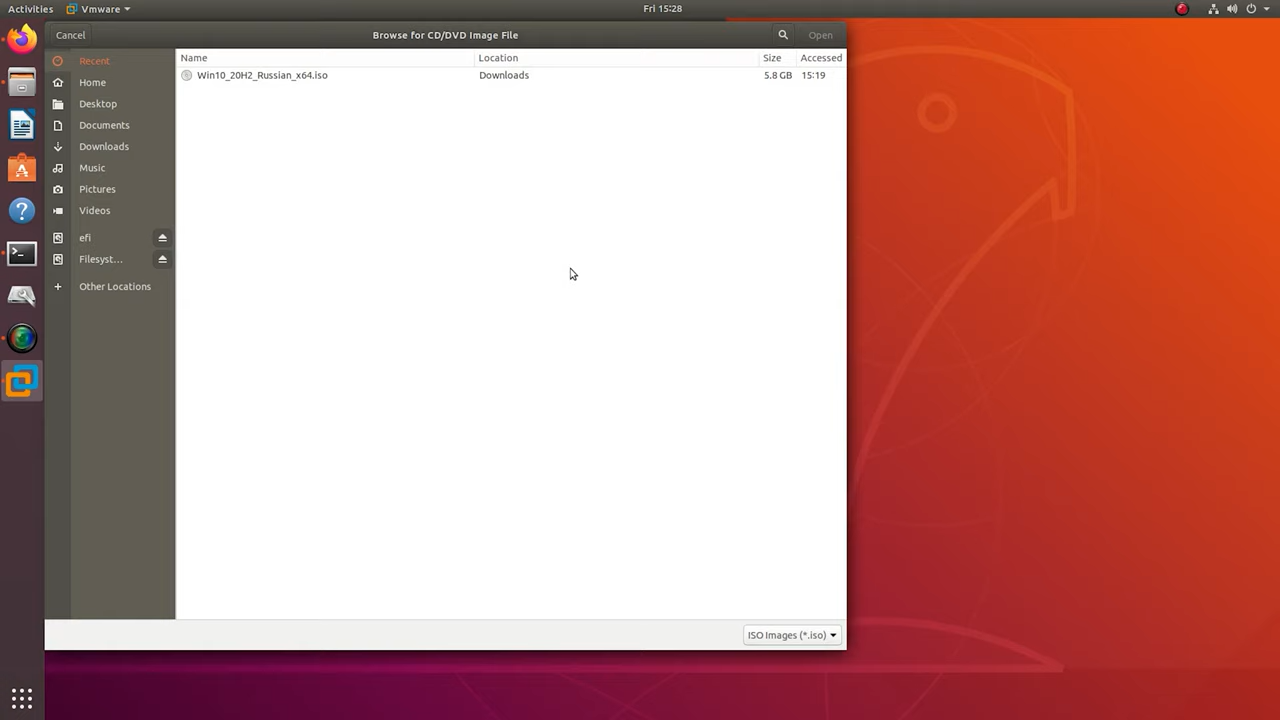 Activities Vmware Fri 15:28
Cancel Browse for CD/DVD Image File Open
Recent
Home
Desktop
Documents
Downloads
Music
Pictures
Videos
efi
Filesyst...
Other Locations
Name Location Size Accessed
Win10_20H2_Russian_x64.iso Downloads 5.8 GB 15:19
ISO Images (*.iso)